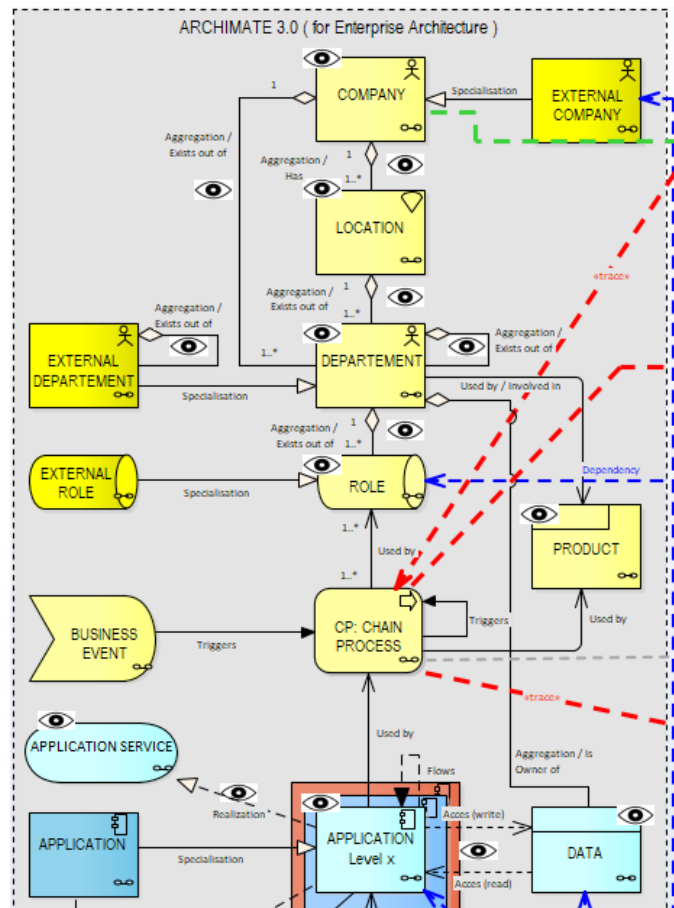 ARCHIMATE 3.0 ( for Enterprise Architecture )
COMPANY
1
Specialisation
EXTERNAL
COMPANY
Aggregation /
Exists out of
Aggregation /
Has
1
1..*
LOCATION
«trace»
Aggregation /
Exists out of
1
1..*
EXTERNAL
DEPARTEMENT
Aggregation /
Exists out of
1..*
DEPARTEMENT
Aggregation /
Exists out of
Specialisation
Used by / Involved in
Aggregation /
Exists out of
1
1..*
EXTERNAL
ROLE
Specialisation
ROLE
Dependency
1..*
Used by
1..*
PRODUCT
BUSINESS
EVENT
Triggers
CP: CHAIN
PROCESS
Triggers
Used by
«trace»
Used by
APPLICATION SERVICE
Aggregation / Is
Owner of
Flows
Realization *
Acces (write)
APPLICATION
Specialisation
APPLICATION
Level x
DATA
Acces (read)